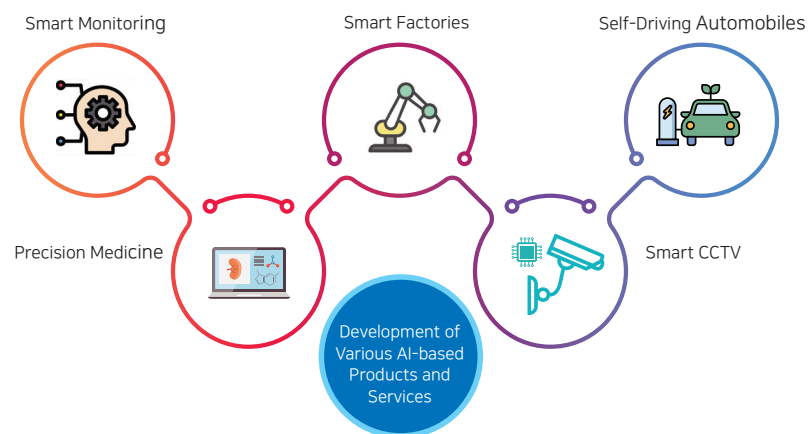 Smart Monitoring
Smart Factories
Self-Driving Automobiles
Precision Medicine
Smart CCTV
Development of
Various AI-based
Products and
Services